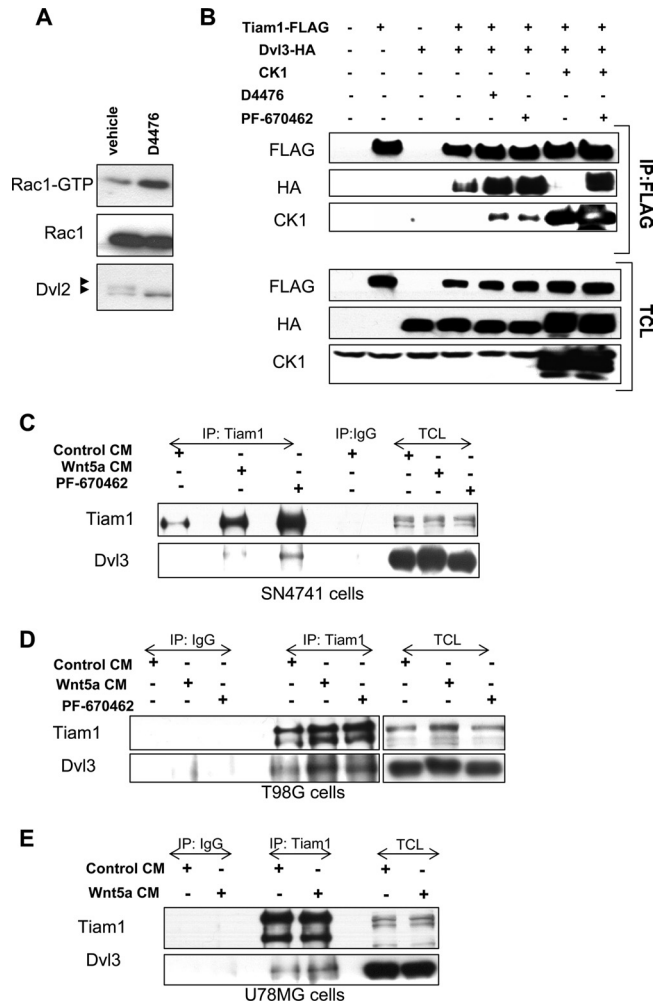 A
vehicle D4476
Rac1-GTP
Rac1
Dvl2
B
Tiam1-FLAG - + - + + + + +
Dvl3-HA - - + + + + + +
CK1 - - - - - - + +
D4476 - - - - + - - -
PF-670462 - - - - - + - +
FLAG
HA
CK1
IP:FLAG
FLAG
HA
CK1
TCL
C
IP: Tiam1 IP:IgG TCL
Control CM + - - + + - -
Wnt5a CM - + - - - + -
PF-670462 - - + - - - +
Tiam1
Dvl3
SN4741 cells
D
IP: IgG IP: Tiam1 TCL
Control CM + - - + - - + - -
Wnt5a CM - + - - + - - + -
PF-670462 - - + - - + - - +
Tiam1
Dvl3
T98G cells
E
IP: IgG IP: Tiam1 TCL
Control CM + - + - + -
Wnt5a CM - + - + - +
Tiam1
Dvl3
U78MG cells